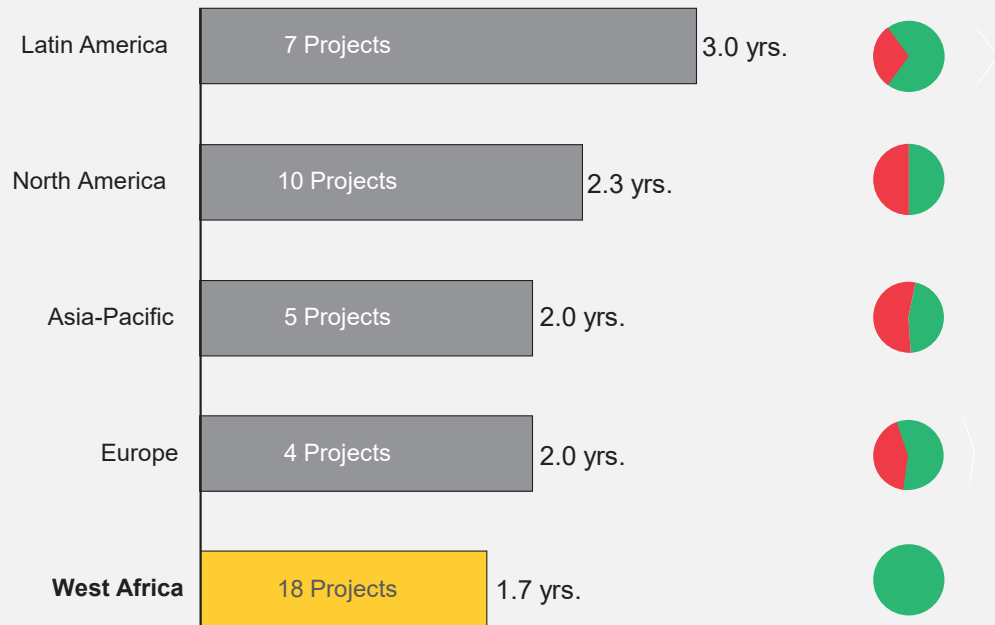 Latin America 7 Projects 3.0 yrs.
North America 10 Projects 2.3 yrs.
Asia-Pacific 5 Projects 2.0 yrs.
Europe 4 Projects 2.0 yrs.
West Africa 18 Projects 1.7 yrs.